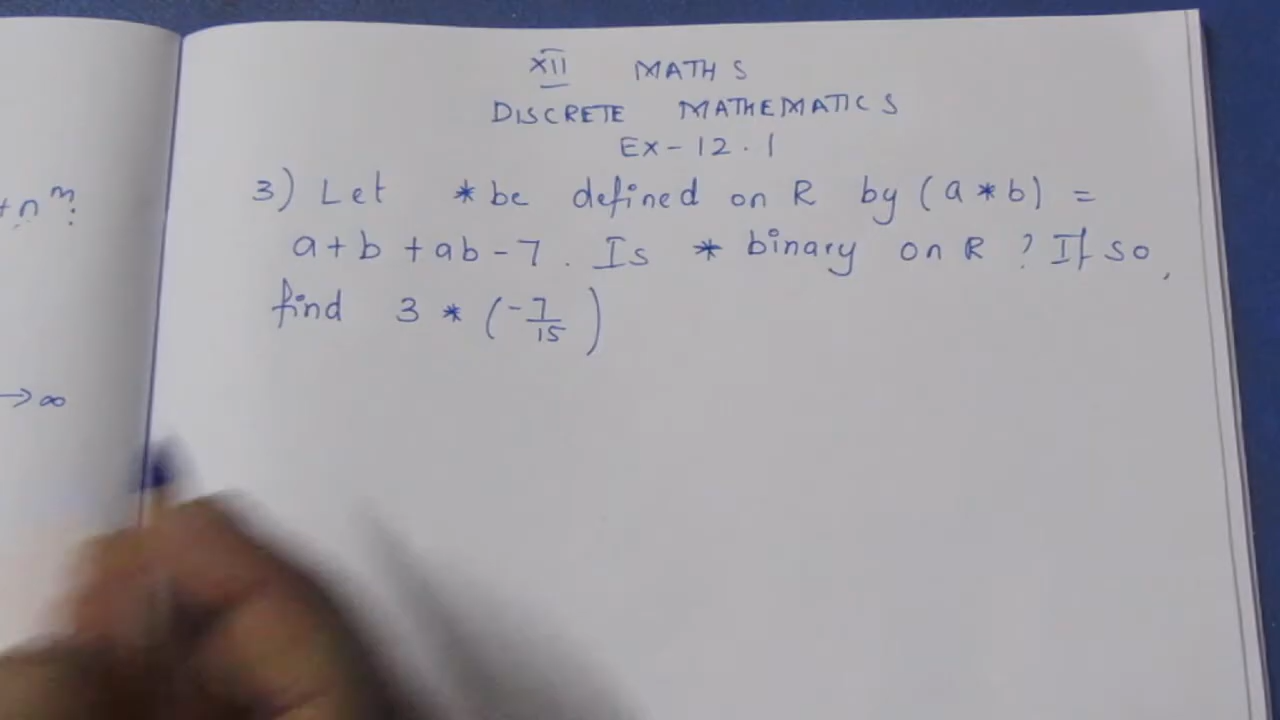 +n^m:
→∞
XII MATHS
DISCRETE MATHEMATICS
EX-12.1
3) Let * be defined on R by (a*b) =
a+b+ab-7. Is * binary on R? If so,
find 3 * (-7/15)